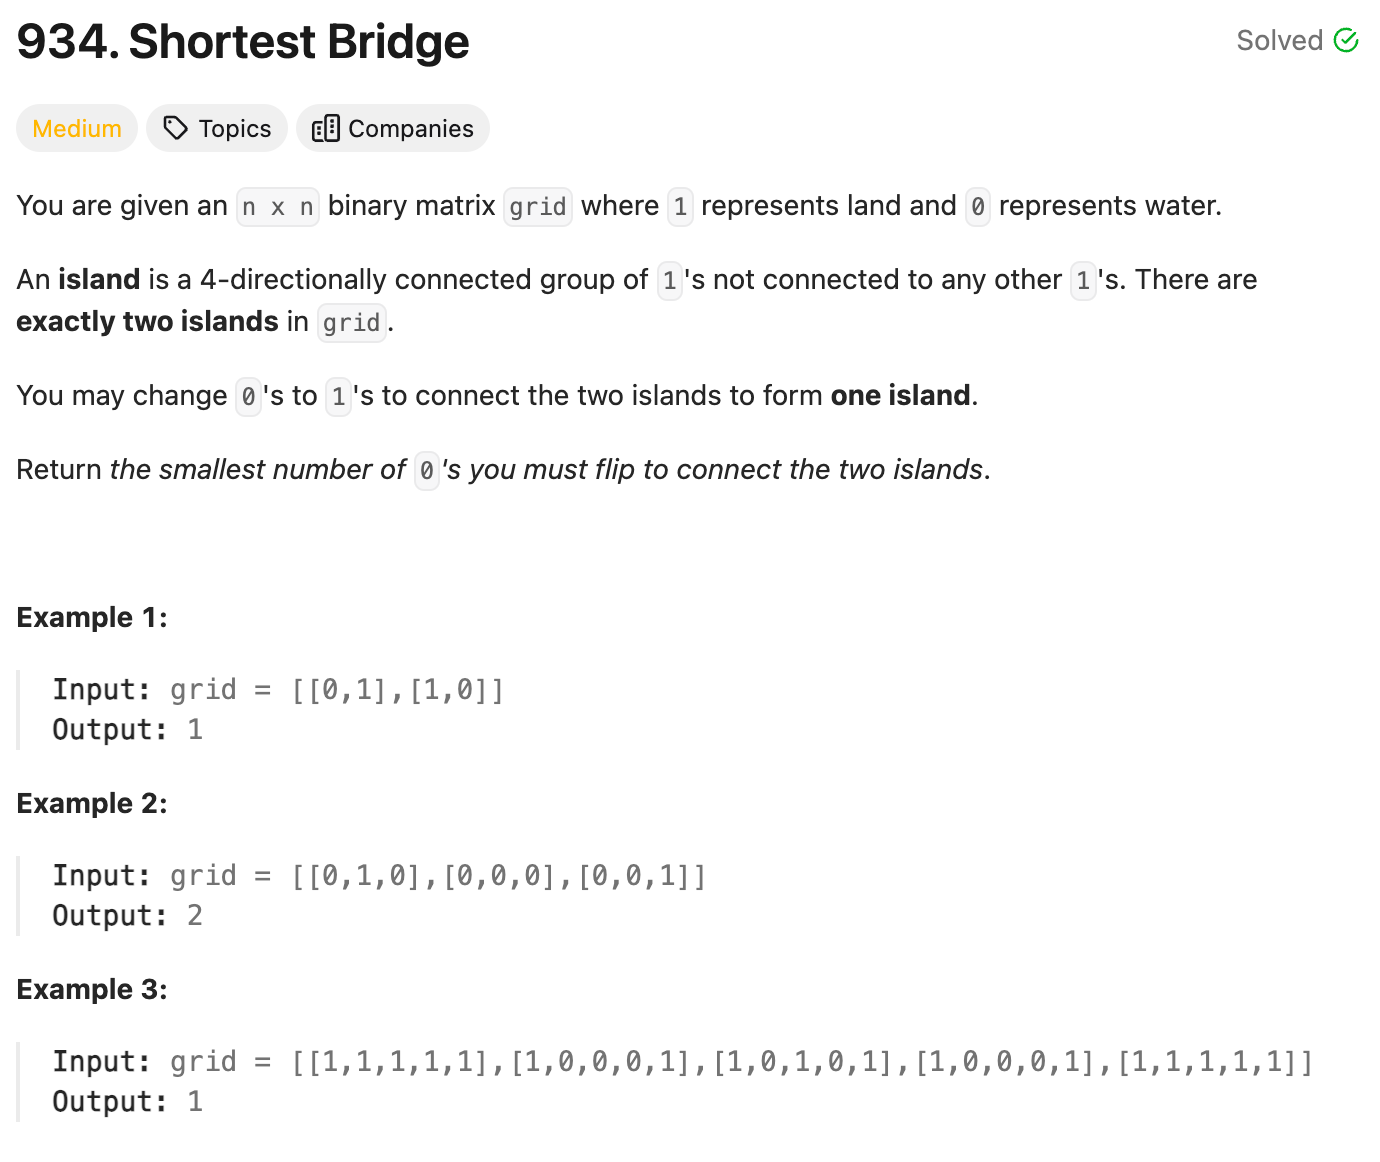 934. Shortest Bridge
Solved
Medium
Topics
Companies
You are given an n x n binary matrix grid where 1 represents land and 0 represents water.
An island is a 4-directionally connected group of 1's not connected to any other 1's. There are
exactly two islands in grid.
You may change 0's to 1's to connect the two islands to form one island.
Return the smallest number of 0's you must flip to connect the two islands.
Example 1:
Input: grid = [[0,1],[1,0]]
Output: 1
Example 2:
Input: grid = [[0,1,0],[0,0,0],[0,0,1]]
Output: 2
Example 3:
Input: grid = [[1,1,1,1,1],[1,0,0,0,1],[1,0,1,0,1],[1,0,0,0,1],[1,1,1,1,1]]
Output: 1